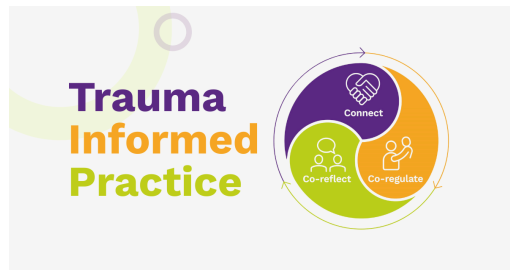 Trauma
Informed
Practice
Connect
Co-reflect
Co-regulate